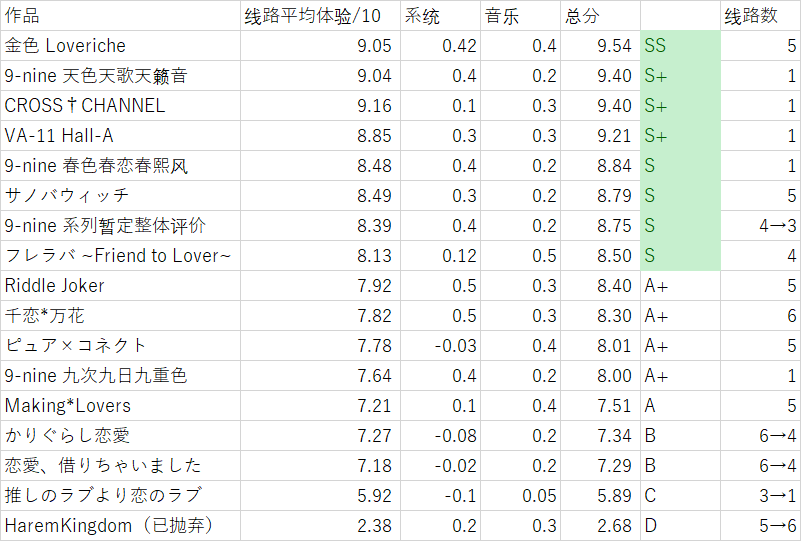 作品 线路平均体验/10 系统 音乐 总分 线路数
金色 Loveriche 9.05 0.42 0.4 9.54 SS 5
9-nine 天色天歌天籁音 9.04 0.4 0.2 9.40 S+ 1
CROSS†CHANNEL 9.16 0.1 0.3 9.40 S+ 1
VA-11 Hall-A 8.85 0.3 0.3 9.21 S+ 1
9-nine 春色春恋春熙风 8.48 0.4 0.2 8.84 S 1
サノバウィッチ 8.49 0.3 0.2 8.79 S 5
9-nine 系列暂定整体评价 8.39 0.4 0.2 8.75 S 4→3
フレラバ ~Friend to Lover~ 8.13 0.12 0.5 8.50 S 4
Riddle Joker 7.92 0.5 0.3 8.40 A+ 5
千恋*万花 7.82 0.5 0.3 8.30 A+ 6
ピュア×コネクト 7.78 -0.03 0.4 8.01 A+ 5
9-nine 九次九日九重色 7.64 0.4 0.2 8.00 A+ 1
Making*Lovers 7.21 0.1 0.4 7.51 A 5
かりぐらし恋愛 7.27 -0.08 0.2 7.34 B 6→4
恋愛、借りちゃいました 7.18 -0.02 0.2 7.29 B 6→4
推しのラブより恋のラブ 5.92 -0.1 0.05 5.89 C 3→1
HaremKingdom（已抛弃） 2.38 0.2 0.3 2.68 D 5→6